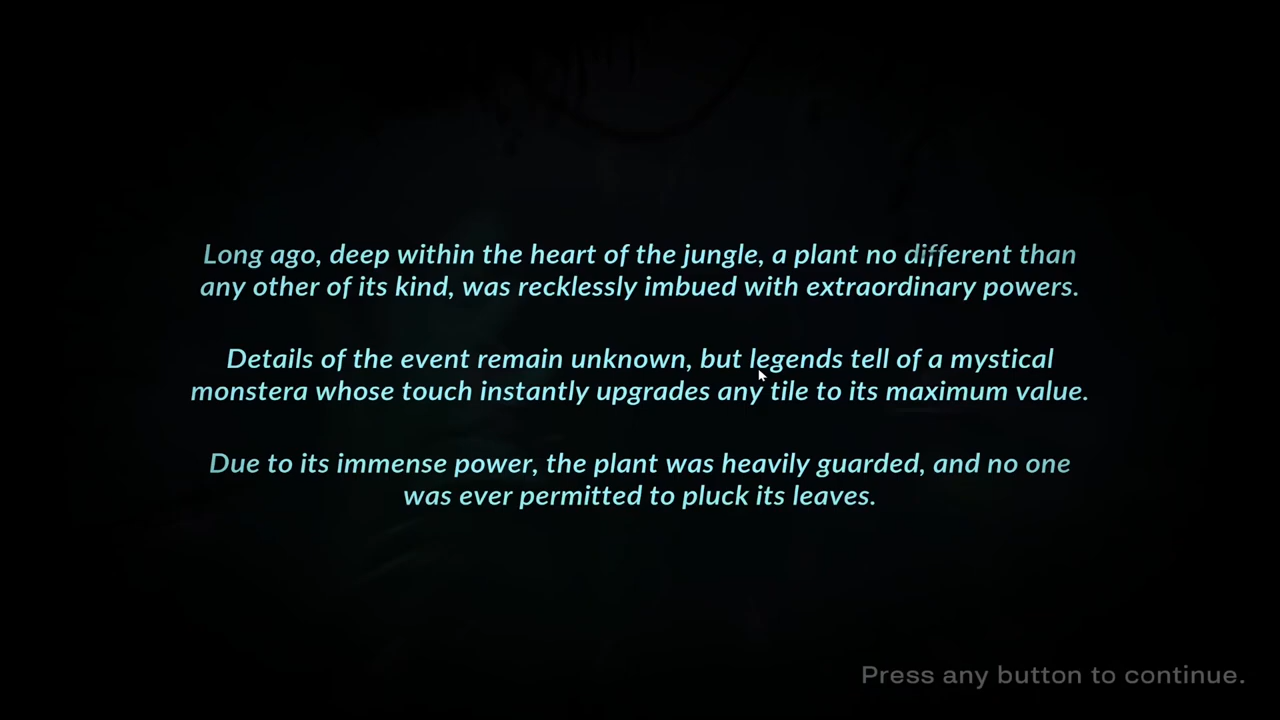 Long ago, deep within the heart of the jungle, a plant no different than
any other of its kind, was recklessly imbued with extraordinary powers.
Details of the event remain unknown, but legends tell of a mystical
monstera whose touch instantly upgrades any tile to its maximum value.
Due to its immense power, the plant was heavily guarded, and no one
was ever permitted to pluck its leaves.
Press any button to continue.